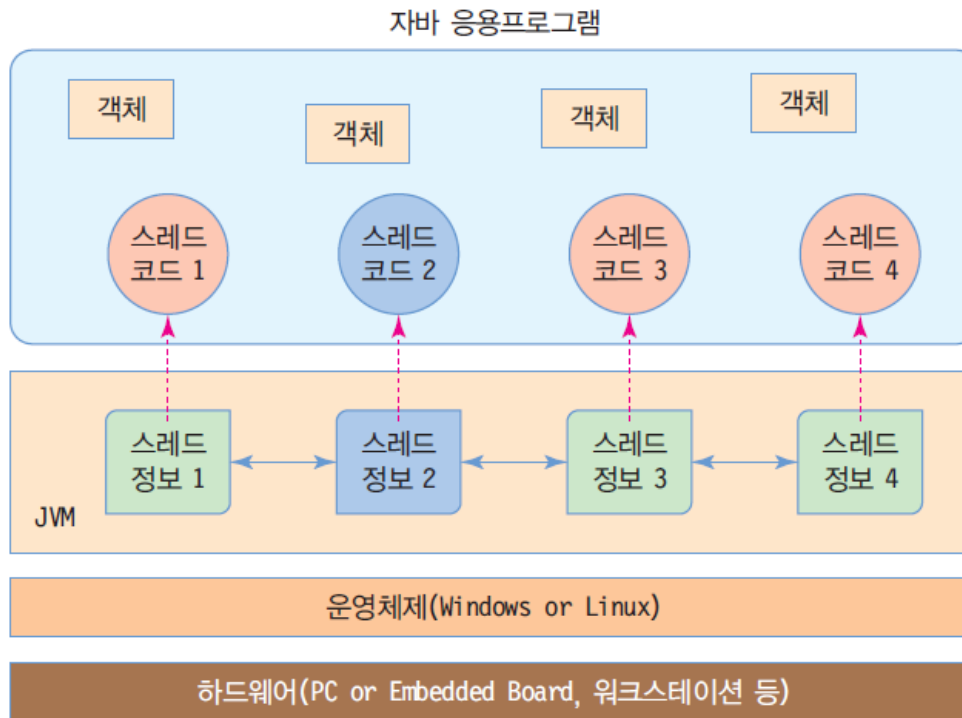 자바 응용프로그램
객체
객체
객체
객체
스레드
코드 1
스레드
코드 2
스레드
코드 3
스레드
코드 4
스레드
정보 1
스레드
정보 2
스레드
정보 3
스레드
정보 4
JVM
운영체제(Windows or Linux)
하드웨어(PC or Embedded Board, 워크스테이션 등)